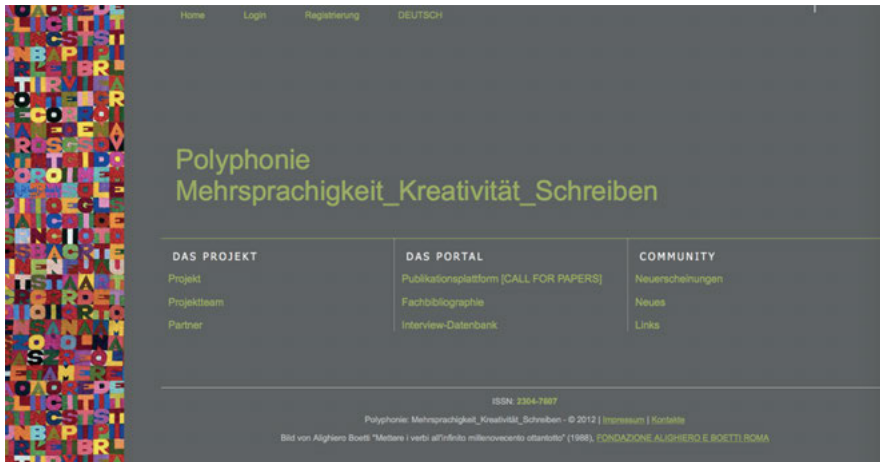 Home Login Registrierung DEUTSCH
Polyphonie
Mehrsprachigkeit_Kreativität_Schreiben
DAS PROJEKT
Projekt
Projektteam
Partner
DAS PORTAL
Publikationsplattform [CALL FOR PAPERS]
Fachbibliographie
Interview-Datenbank
COMMUNITY
Neuerscheinungen
Neues
Links
ISSN: 2304-7607
Polyphonie: Mehrsprachigkeit_Kreativität_Schreiben - © 2012 | Impressum | Kontakte
Bild von Alighiero Boetti "Mettere i verbi all'infinito millenovecento ottantotto" (1988), FONDAZIONE ALIGHIERO E BOETTI ROMA